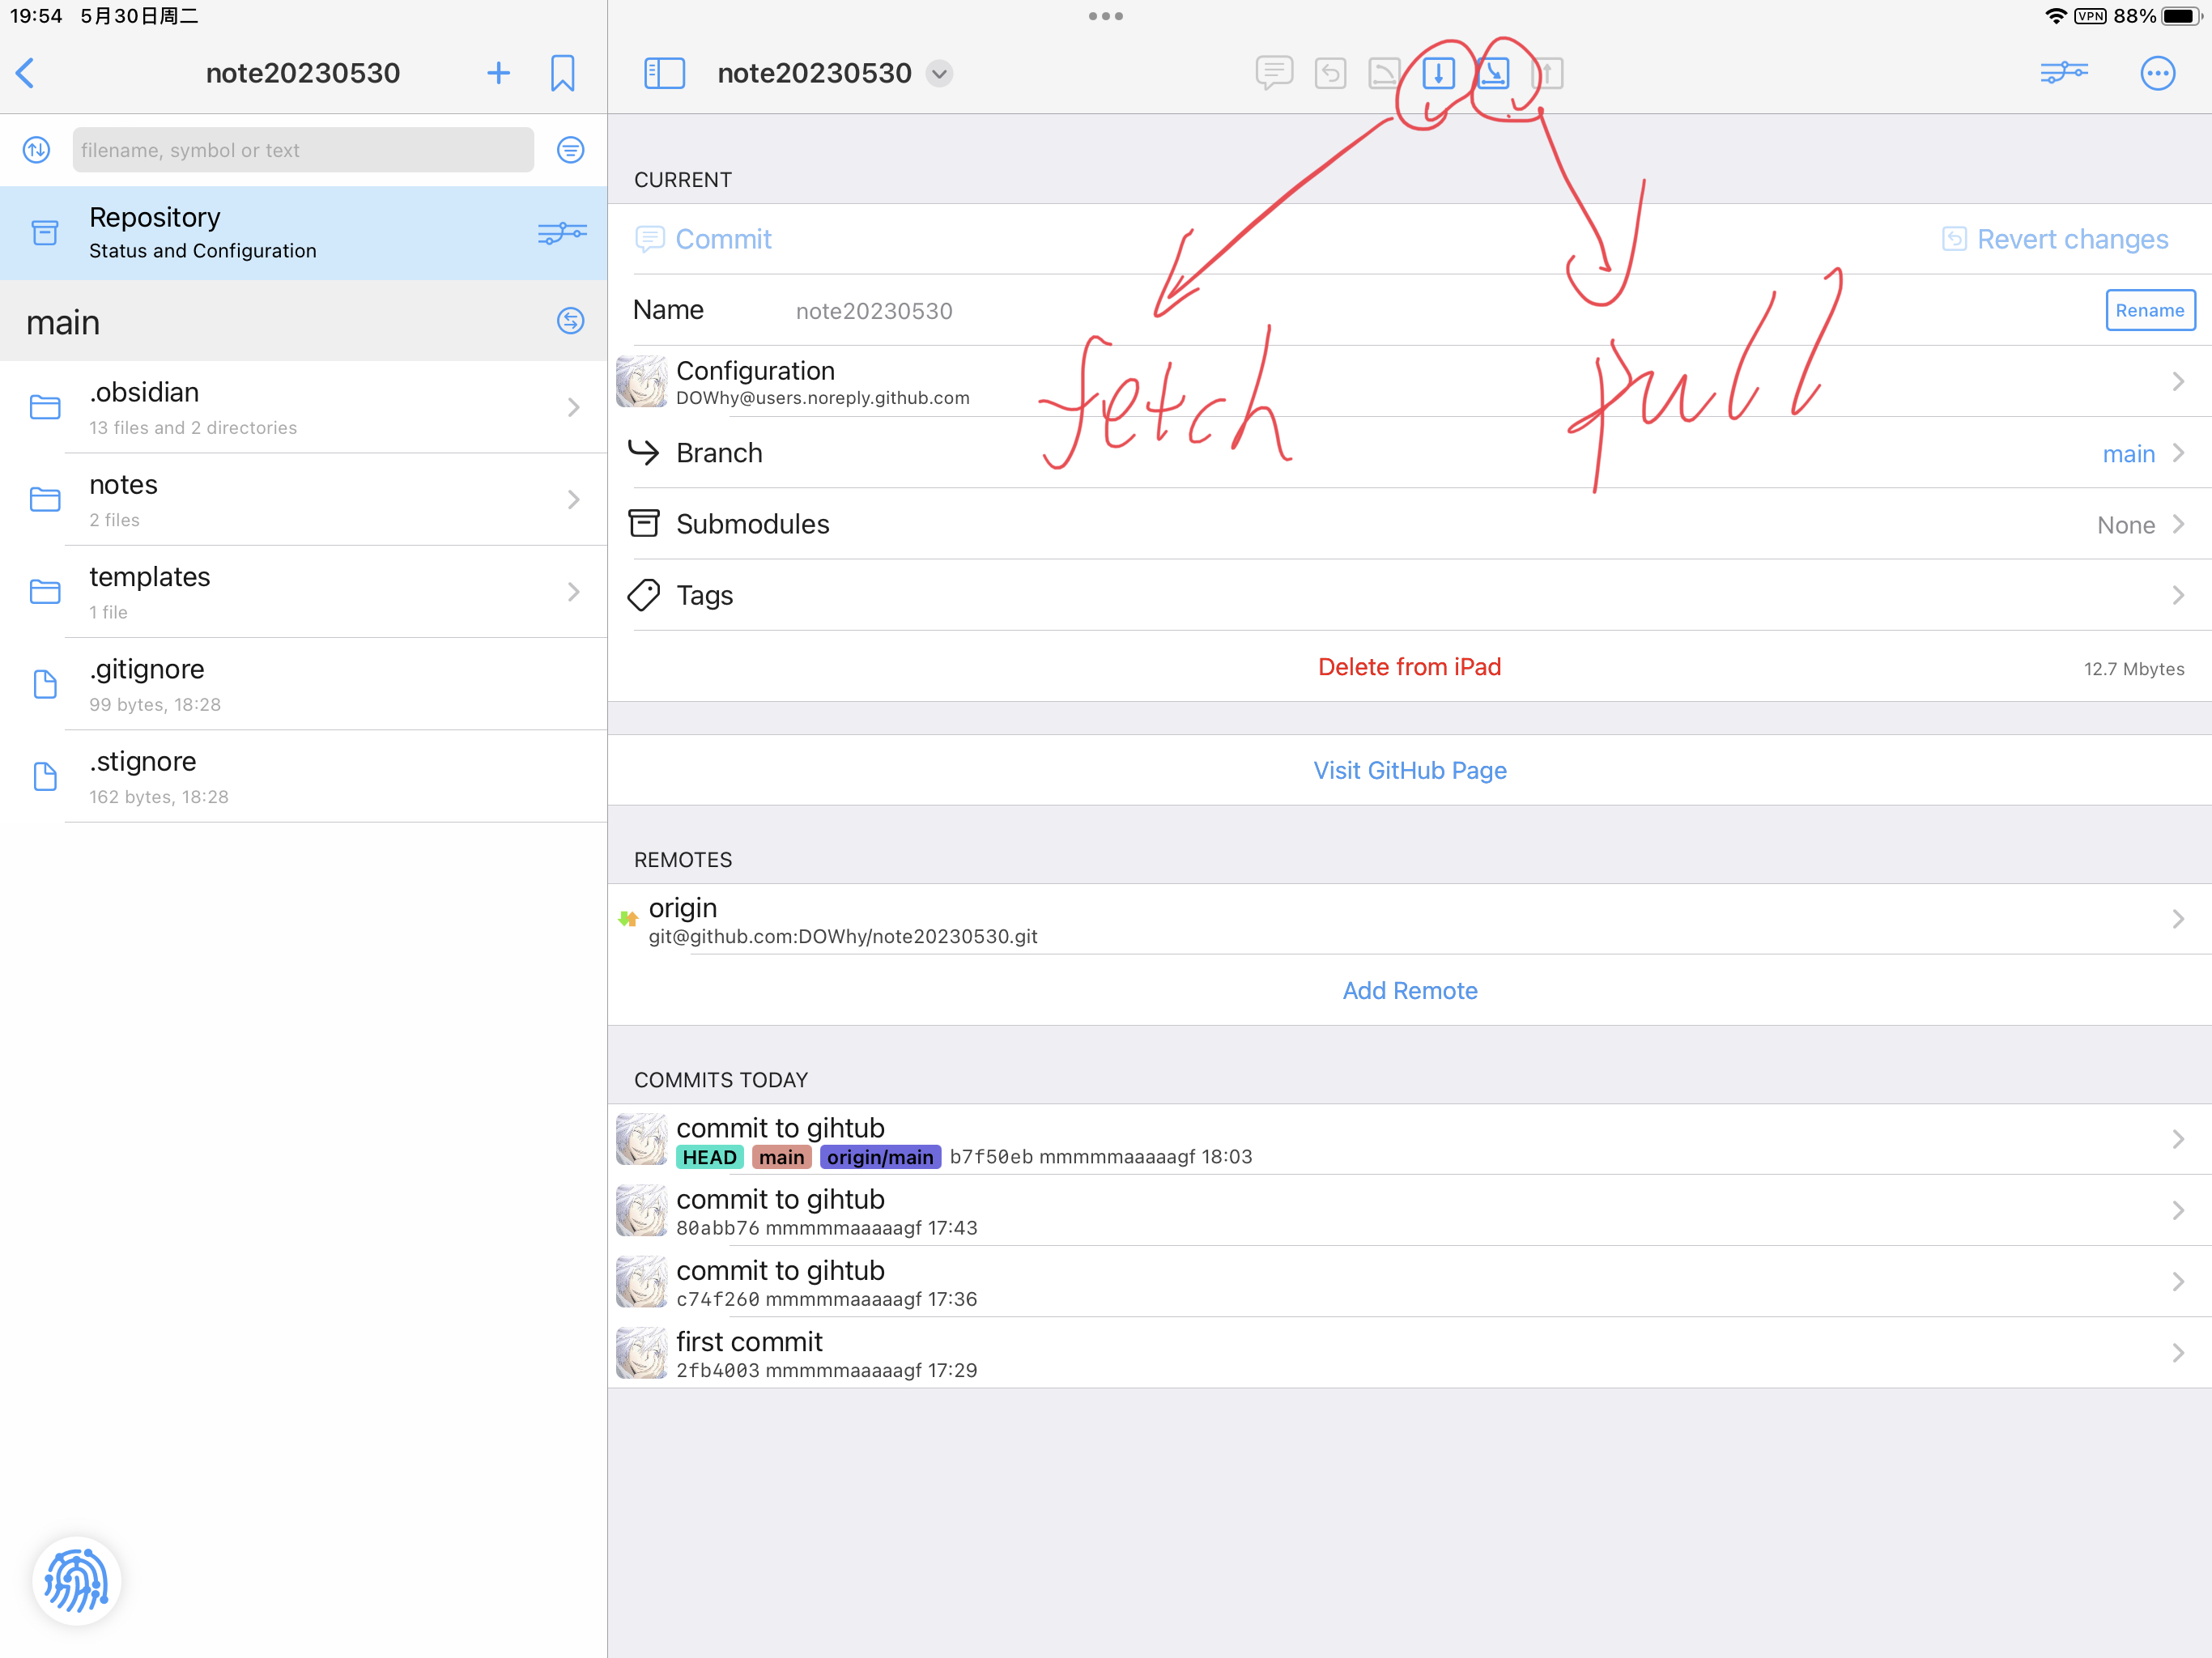 19:54 5月30日周二
VPN 88%
note20230530
filename, symbol or text
Repository
Status and Configuration
main
.obsidian
13 files and 2 directories
notes
2 files
templates
1 file
.gitignore
99 bytes, 18:28
.stignore
162 bytes, 18:28
note20230530
CURRENT
Commit Revert changes
Name note20230530 Rename
Configuration
DOWhy@users.noreply.github.com
fetch
pull
Branch main
Submodules None
Tags
Delete from iPad 12.7 Mbytes
Visit GitHub Page
REMOTES
origin
git@github.com:DOWhy/note20230530.git
Add Remote
COMMITS TODAY
commit to gihtub
HEAD main origin/main b7f50eb mmmmmaaaaagf 18:03
commit to gihtub
80abb76 mmmmmaaaaagf 17:43
commit to gihtub
c74f260 mmmmmaaaaagf 17:36
first commit
2fb4003 mmmmmaaaaagf 17:29